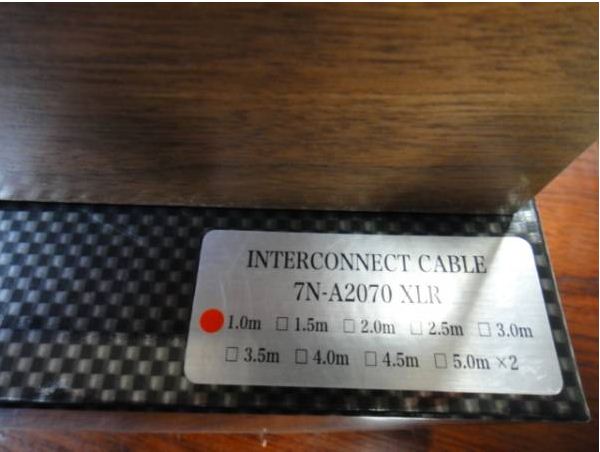 INTERCONNECT CABLE
7N-A2070 XLR
1.0m □ 1.5m □ 2.0m □ 2.5m □ 3.0m
□ 3.5m □ 4.0m □ 4.5m □ 5.0m ×2